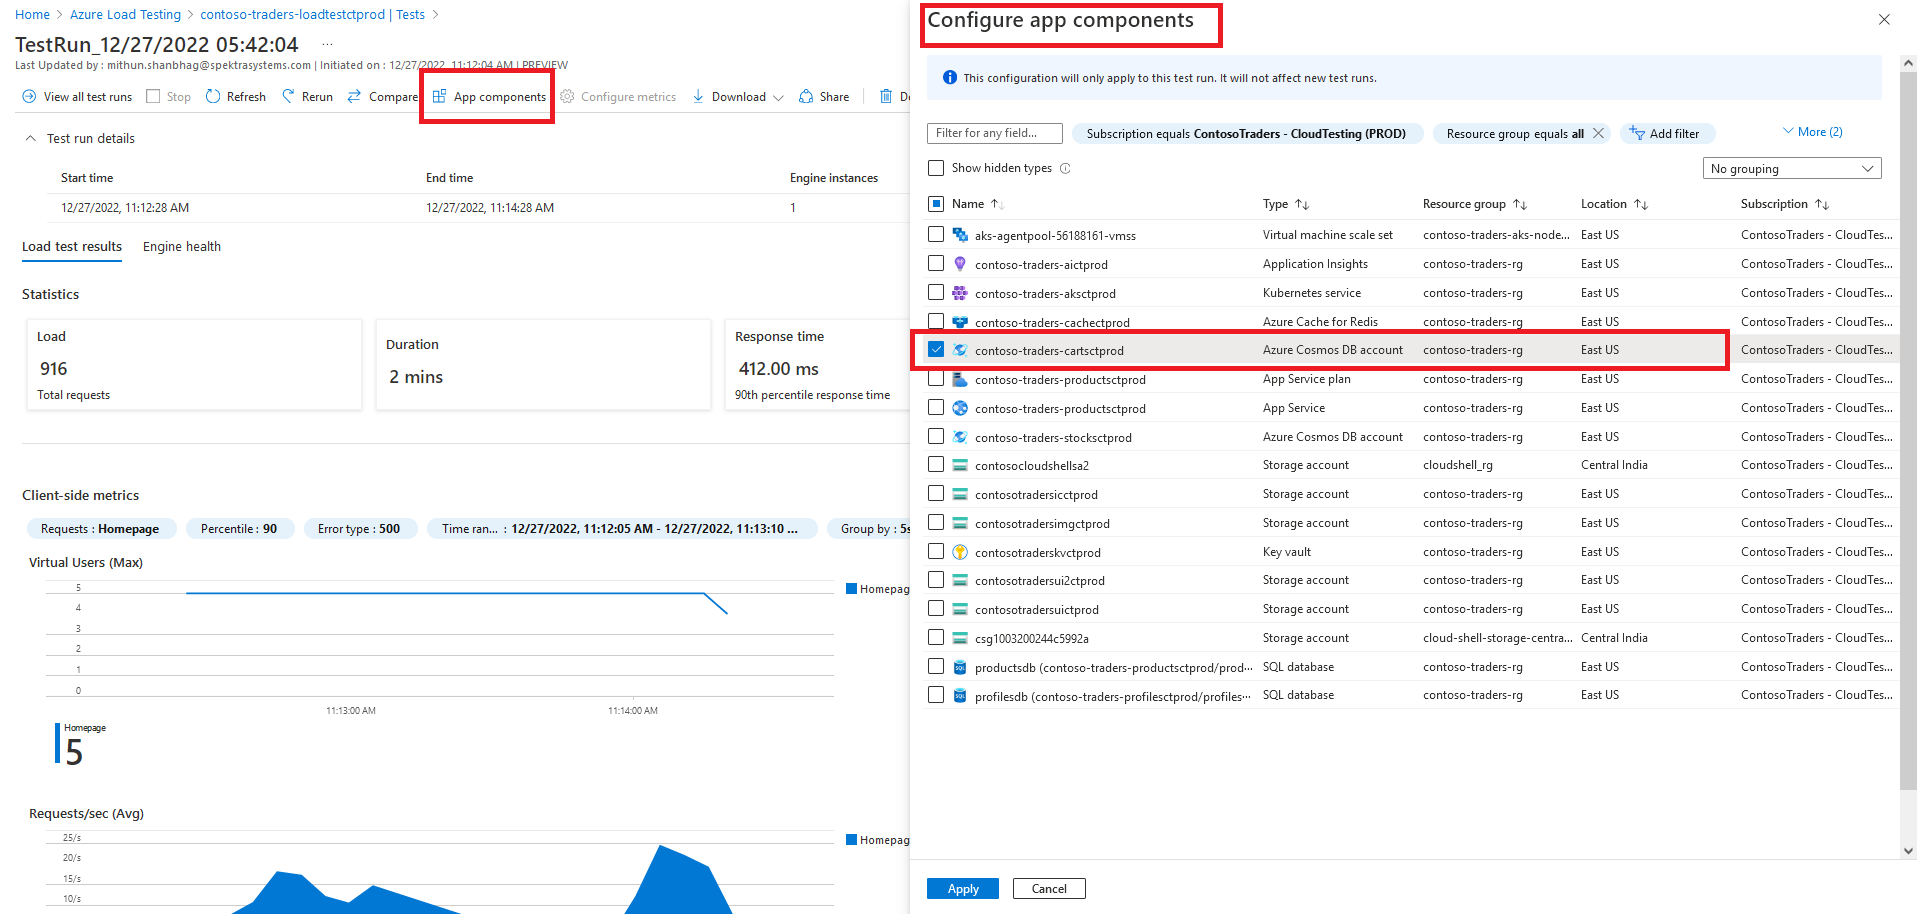 Home > Azure Load Testing > contoso-traders-loadtestctprod | Tests >
TestRun_12/27/2022 05:42:04 ...
Last Updated by : mithun.shanbhag@spektrasystems.com | Initiated on : 12/27/2022, 11:12:04 AM | PREVIEW
View all test runs Stop Refresh Rerun Compare App components Configure metrics Download Share
Test run details
Start time End time Engine instances
12/27/2022, 11:12:28 AM 12/27/2022, 11:14:28 AM 1
Load test results Engine health
Statistics
Load
916
Total requests
Duration
2 mins
Response time
412.00 ms
90th percentile response time
Client-side metrics
Requests : Homepage Percentile : 90 Error type : 500 Time ran... : 12/27/2022, 11:12:05 AM - 12/27/2022, 11:13:10 ... Group by : 5s
Virtual Users (Max)
5
4
3
2
1
0
11:13:00 AM 11:14:00 AM
Homepag
Homepage
5
Requests/sec (Avg)
25/s
20/s
15/s
10/s
Homepag
Configure app components
This configuration will only apply to this test run. It will not affect new test runs.
Filter for any field... Subscription equals ContosoTraders - CloudTesting (PROD) Resource group equals all Add filter More (2)
Show hidden types No grouping
Name Type Resource group Location Subscription
aks-agentpool-56188161-vmss Virtual machine scale set contoso-traders-aks-node... East US ContosoTraders - CloudTes...
contoso-traders-aictprod Application Insights contoso-traders-rg East US ContosoTraders - CloudTes...
contoso-traders-aksctprod Kubernetes service contoso-traders-rg East US ContosoTraders - CloudTes...
contoso-traders-cachectprod Azure Cache for Redis contoso-traders-rg East US ContosoTraders - CloudTes...
contoso-traders-cartsctprod Azure Cosmos DB account contoso-traders-rg East US ContosoTraders - CloudTes...
contoso-traders-productsctprod App Service plan contoso-traders-rg East US ContosoTraders - CloudTes...
contoso-traders-productsctprod App Service contoso-traders-rg East US ContosoTraders - CloudTes...
contoso-traders-stocksctprod Azure Cosmos DB account contoso-traders-rg East US ContosoTraders - CloudTes...
contosocloudshellsa2 Storage account cloudshell_rg Central India ContosoTraders - CloudTes...
contosotradersicctprod Storage account contoso-traders-rg East US ContosoTraders - CloudTes...
contosotradersimgctprod Storage account contoso-traders-rg East US ContosoTraders - CloudTes...
contosotraderskvctprod Key vault contoso-traders-rg East US ContosoTraders - CloudTes...
contosotradersui2ctprod Storage account contoso-traders-rg East US ContosoTraders - CloudTes...
contosotradersuictprod Storage account contoso-traders-rg East US ContosoTraders - CloudTes...
csg1003200244c5992a Storage account cloud-shell-storage-centra... Central India ContosoTraders - CloudTes...
productsdb (contoso-traders-productsctprod/prod... SQL database contoso-traders-rg East US ContosoTraders - CloudTes...
profilesdb (contoso-traders-profilesctprod/profiles... SQL database contoso-traders-rg East US ContosoTraders - CloudTes...
Apply Cancel